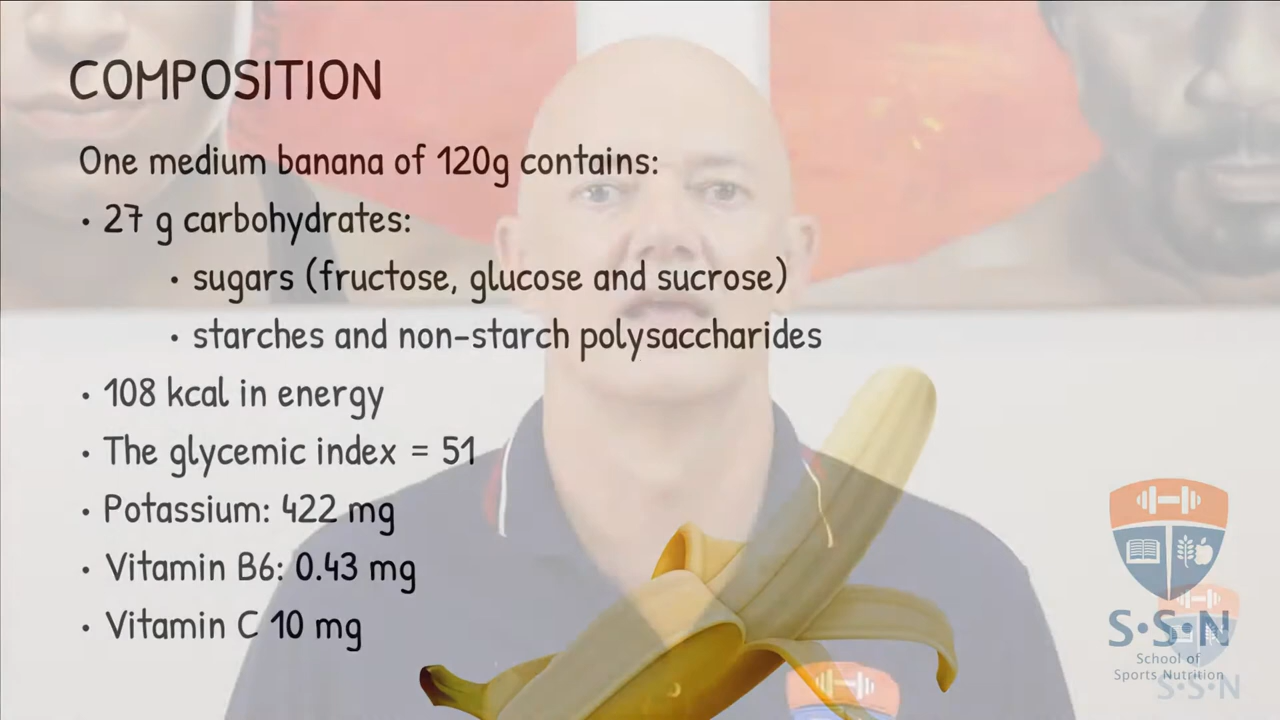 COMPOSITION
One medium banana of 120g contains:
• 27 g carbohydrates:
• sugars (fructose, glucose and sucrose)
• starches and non-starch polysaccharides
• 108 kcal in energy
• The glycemic index = 51
• Potassium: 422 mg
• Vitamin B6: 0.43 mg
• Vitamin C 10 mg
S•S•N
School of
Sports Nutrition
S•S•N